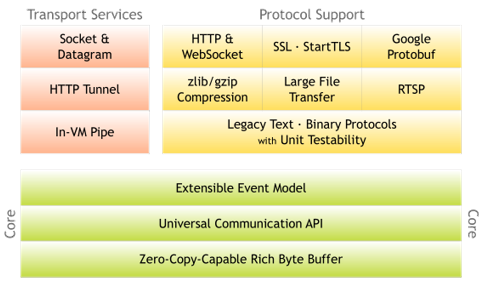 Transport Services
Socket &
Datagram
HTTP Tunnel
In-VM Pipe
Protocol Support
HTTP &
WebSocket
SSL · StartTLS
Google
Protobuf
zlib/gzip
Compression
Large File
Transfer
RTSP
Legacy Text · Binary Protocols
with Unit Testability
Core
Extensible Event Model
Universal Communication API
Zero-Copy-Capable Rich Byte Buffer
Core